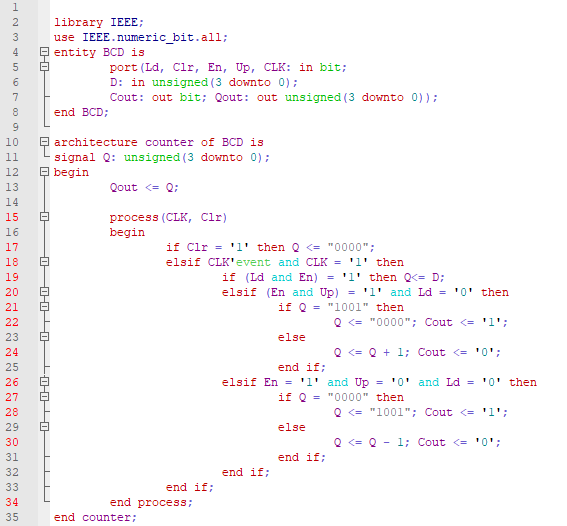 1
2 library IEEE;
3 use IEEE.numeric_bit.all;
4 entity BCD is
5 port(Ld, Clr, En, Up, CLK: in bit;
6 D: in unsigned(3 downto 0);
7 Cout: out bit; Qout: out unsigned(3 downto 0));
8 end BCD;
9
10 architecture counter of BCD is
11 signal Q: unsigned(3 downto 0);
12 begin
13 Qout <= Q;
14
15 process(CLK, Clr)
16 begin
17 if Clr = '1' then Q <= "0000";
18 elsif CLK'event and CLK = '1' then
19 if (Ld and En) = '1' then Q<= D;
20 elsif (En and Up) = '1' and Ld = '0' then
21 if Q = "1001" then
22 Q <= "0000"; Cout <= '1';
23 else
24 Q <= Q + 1; Cout <= '0';
25 end if;
26 elsif En = '1' and Up = '0' and Ld = '0' then
27 if Q = "0000" then
28 Q <= "1001"; Cout <= '1';
29 else
30 Q <= Q - 1; Cout <= '0';
31 end if;
32 end if;
33 end if;
34 end process;
35 end counter;